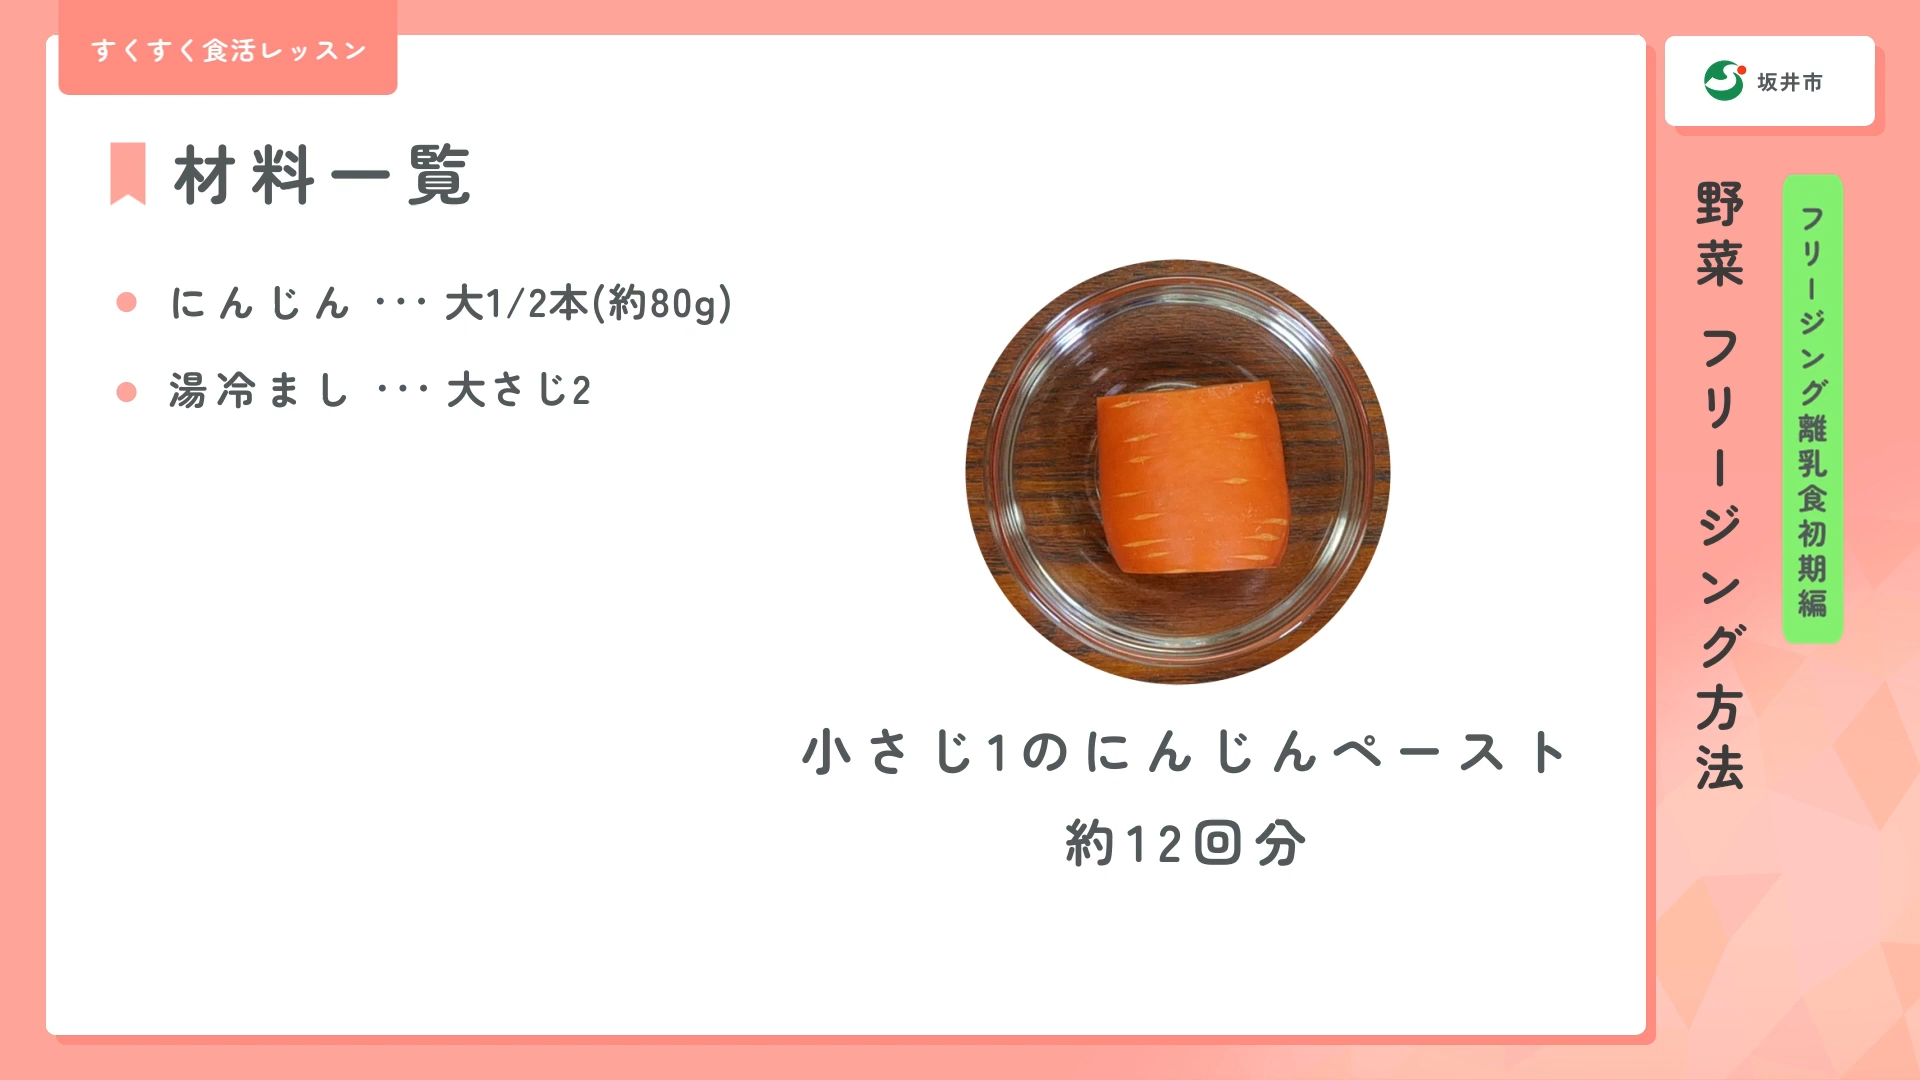 すくすく食活レッスン
坂井市
材料一覧
にんじん ･･･ 大1/2本(約80g)
湯冷まし ･･･ 大さじ2
小さじ1のにんじんペースト
約12回分
フリージング離乳食初期編
野菜 フリージング方法